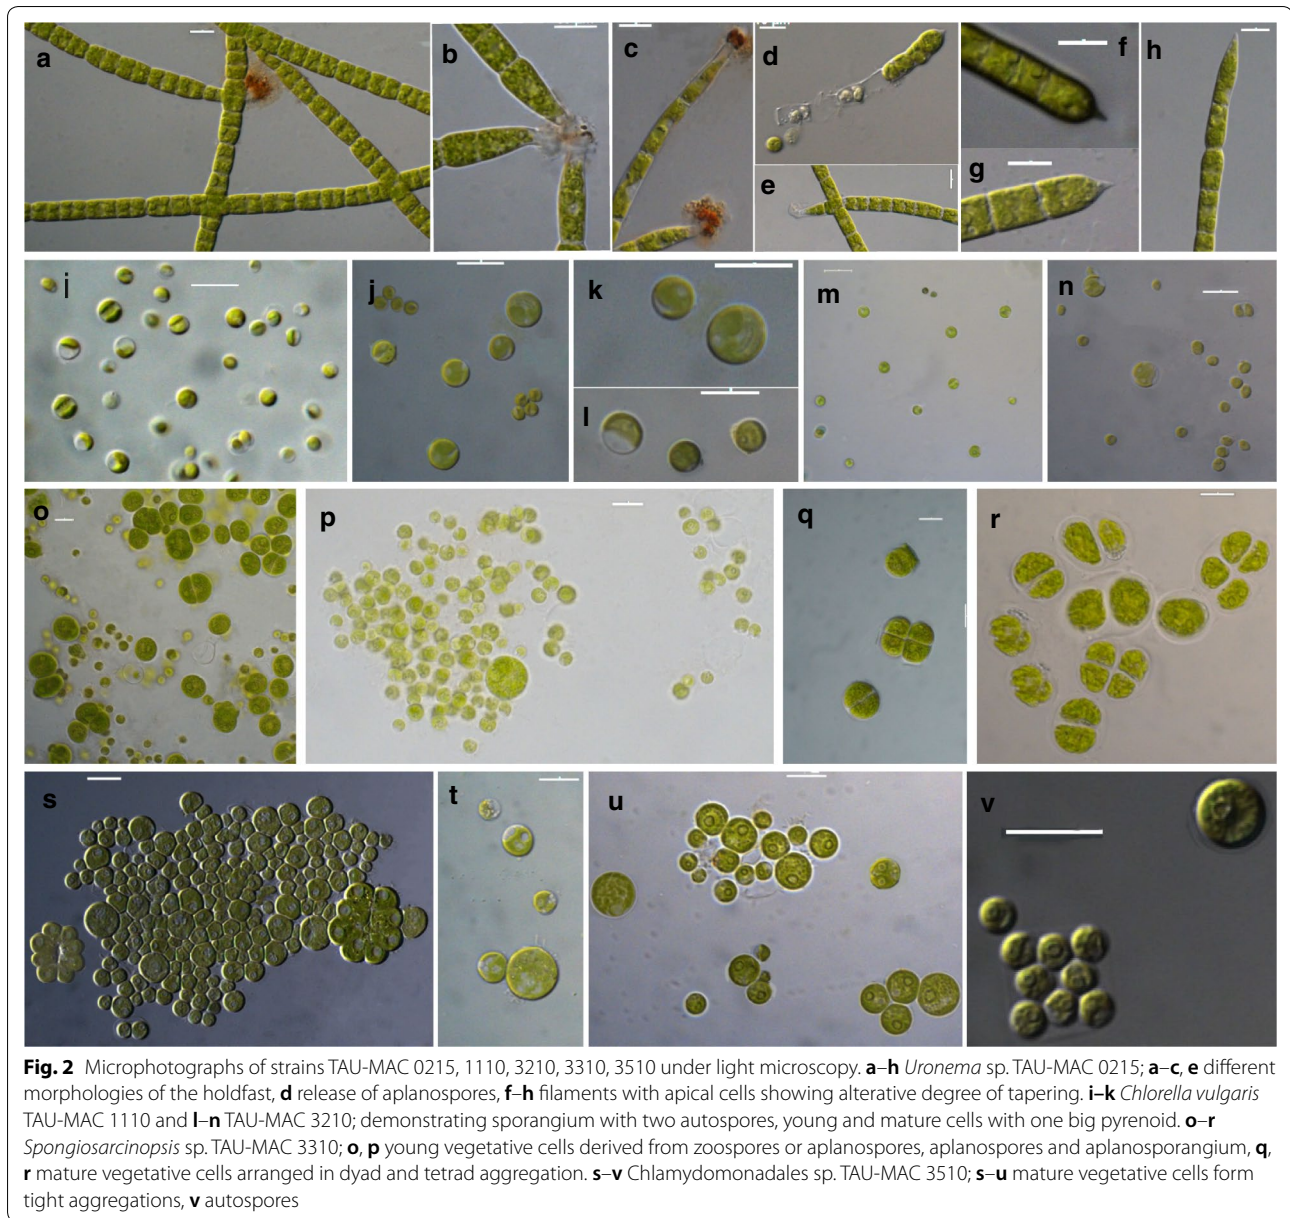 a
b
c
d
e
f
g
h
i
j
k
l
m
n
o
p
q
r
s
t
u
v
Fig. 2 Microphotographs of strains TAU-MAC 0215, 1110, 3210, 3310, 3510 under light microscopy. a–h Uronema sp. TAU-MAC 0215; a–c, e different
morphologies of the holdfast, d release of aplanospores, f–h filaments with apical cells showing alterative degree of tapering. i–k Chlorella vulgaris
TAU-MAC 1110 and l–n TAU-MAC 3210; demonstrating sporangium with two autospores, young and mature cells with one big pyrenoid. o–r
Spongiosarcinopsis sp. TAU-MAC 3310; o, p young vegetative cells derived from zoospores or aplanospores, aplanospores and aplanosporangium, q,
r mature vegetative cells arranged in dyad and tetrad aggregation. s–v Chlamydomonadales sp. TAU-MAC 3510; s–u mature vegetative cells form
tight aggregations, v autospores